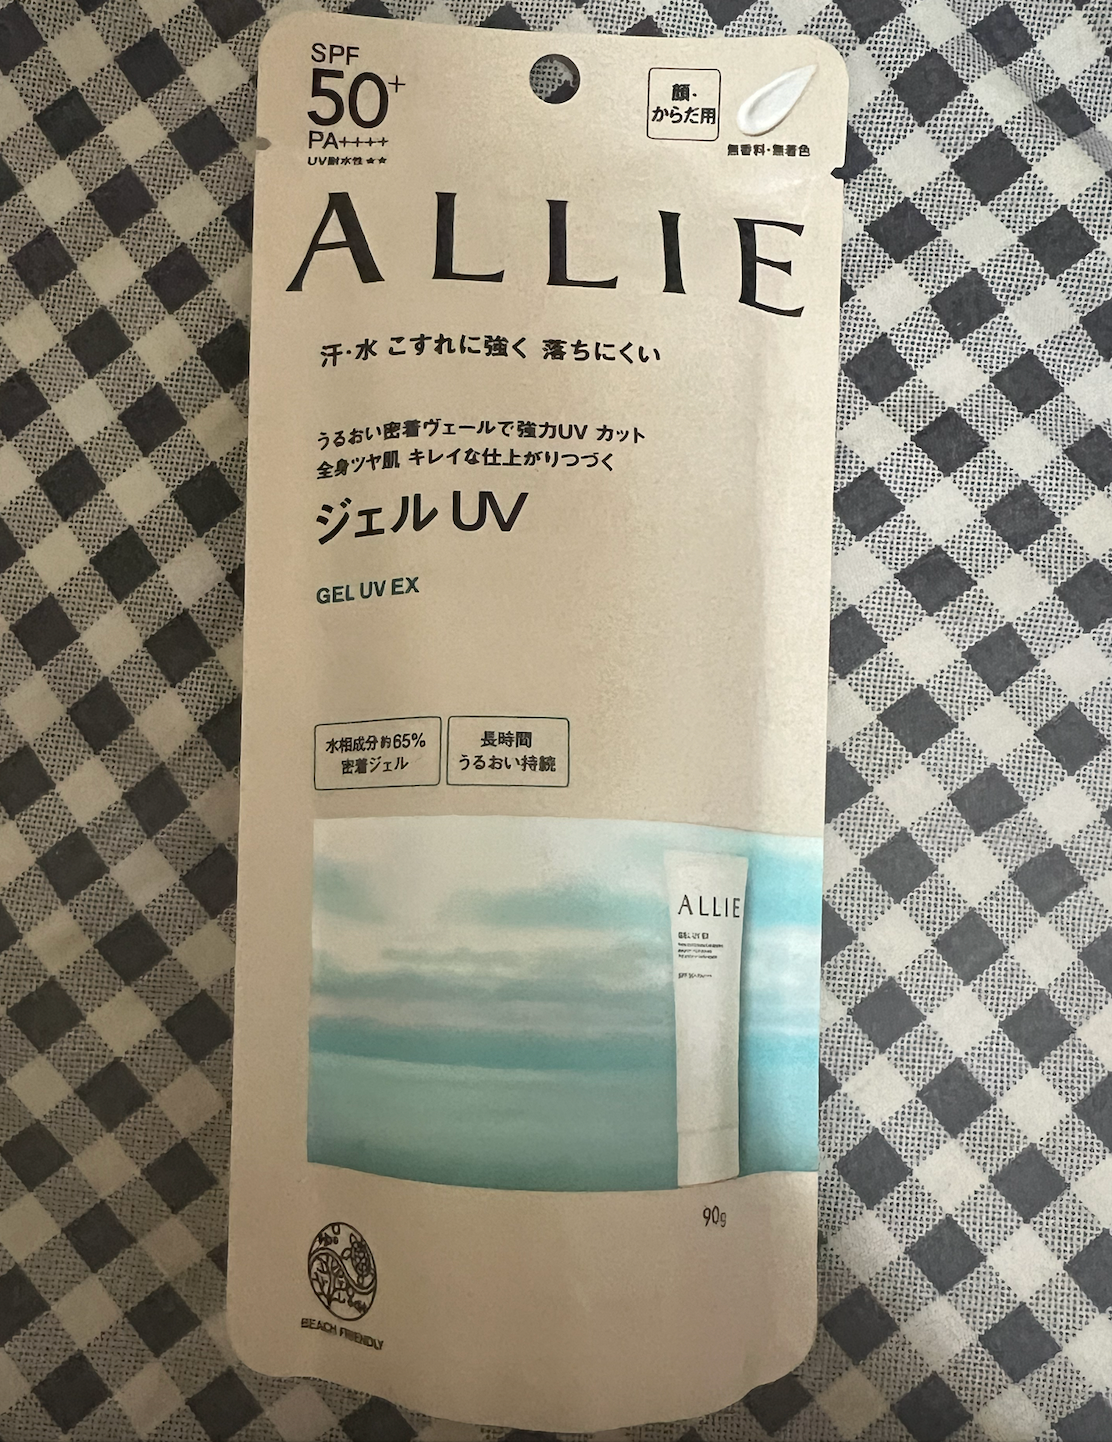 SPF
50+
PA++++
UV耐水性★★
顔・
からだ用
無香料・無着色
ALLIE
汗・水 こすれに強く 落ちにくい
うるおい密着ヴェールで強力UV カット
全身ツヤ肌 キレイな仕上がりつづく
ジェル UV
GEL UV EX
水相成分約65%
密着ジェル
長時間
うるおい持続
ALLIE
GEL UV EX
90g
BEACH FRIENDLY